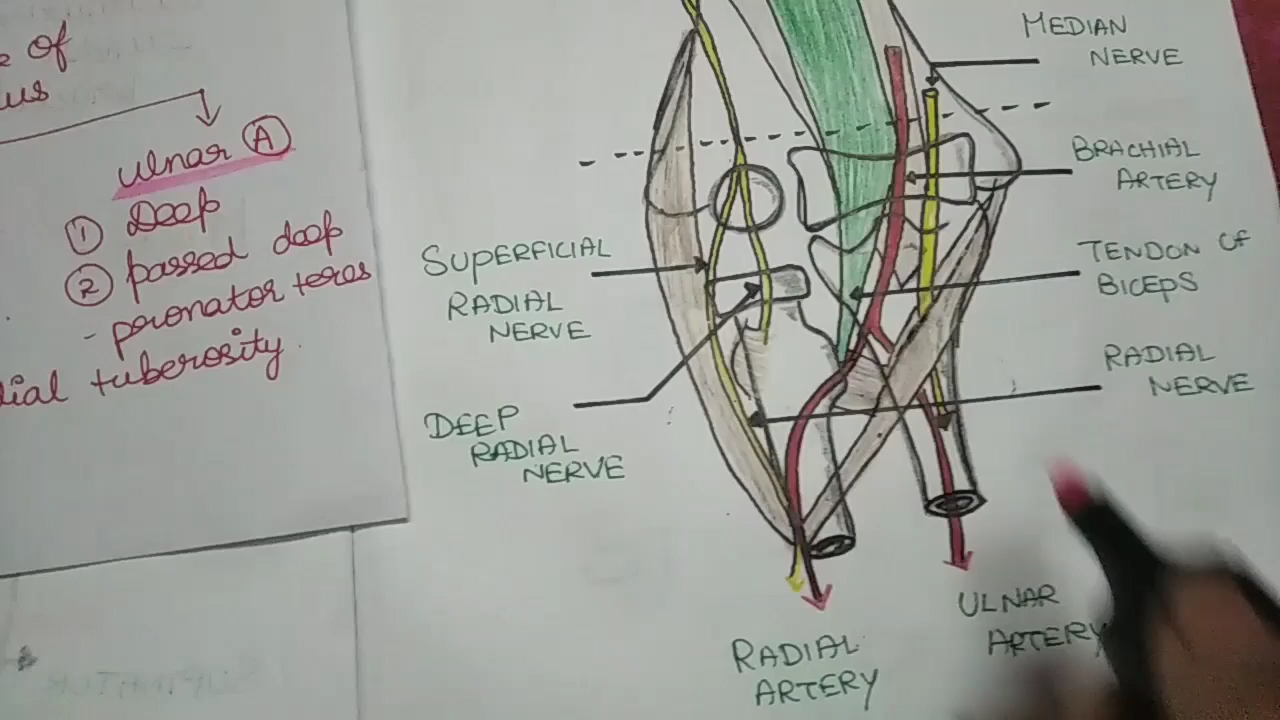 of
us
ulnar A
1 Deep
2 passed deep
- pronator teres
dial tuberosity.
SUPERFICIAL
RADIAL
NERVE
DEEP
RADIAL
NERVE
MEDIAN
NERVE
BRACHIAL
ARTERY
TENDON OF
BICEPS
RADIAL
NERVE
ULNAR
ARTERY
RADIAL
ARTERY